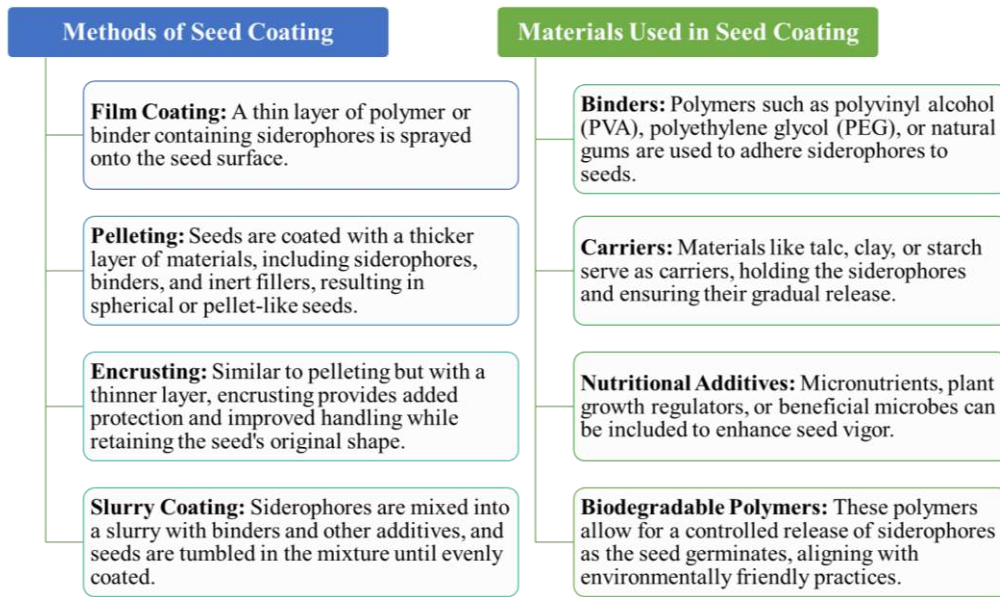 Methods of Seed Coating
Film Coating: A thin layer of polymer or
binder containing siderophores is sprayed
onto the seed surface.
Pelleting: Seeds are coated with a thicker
layer of materials, including siderophores,
binders, and inert fillers, resulting in
spherical or pellet-like seeds.
Encrusting: Similar to pelleting but with a
thinner layer, encrusting provides added
protection and improved handling while
retaining the seed's original shape.
Slurry Coating: Siderophores are mixed into
a slurry with binders and other additives, and
seeds are tumbled in the mixture until evenly
coated.
Materials Used in Seed Coating
Binders: Polymers such as polyvinyl alcohol
(PVA), polyethylene glycol (PEG), or natural
gums are used to adhere siderophores to
seeds.
Carriers: Materials like talc, clay, or starch
serve as carriers, holding the siderophores
and ensuring their gradual release.
Nutritional Additives: Micronutrients, plant
growth regulators, or beneficial microbes can
be included to enhance seed vigor.
Biodegradable Polymers: These polymers
allow for a controlled release of siderophores
as the seed germinates, aligning with
environmentally friendly practices.